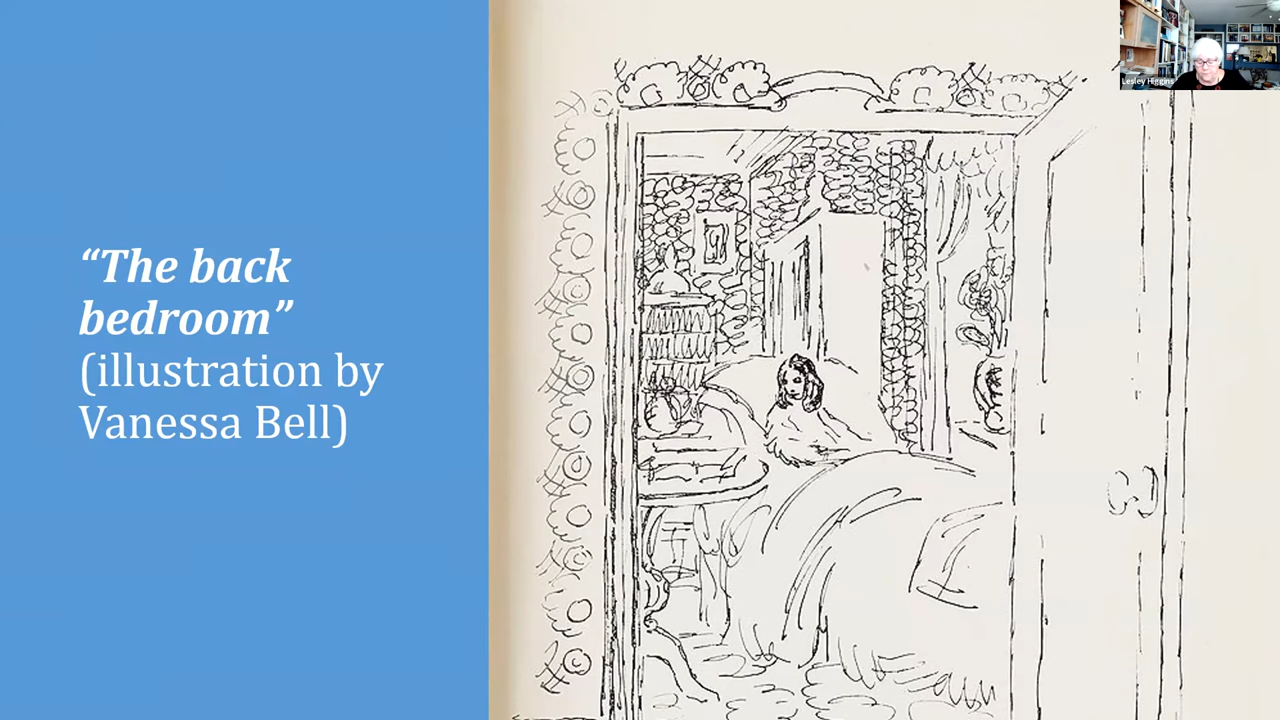 “The back
bedroom”
(illustration by
Vanessa Bell)
Lesley Higgins